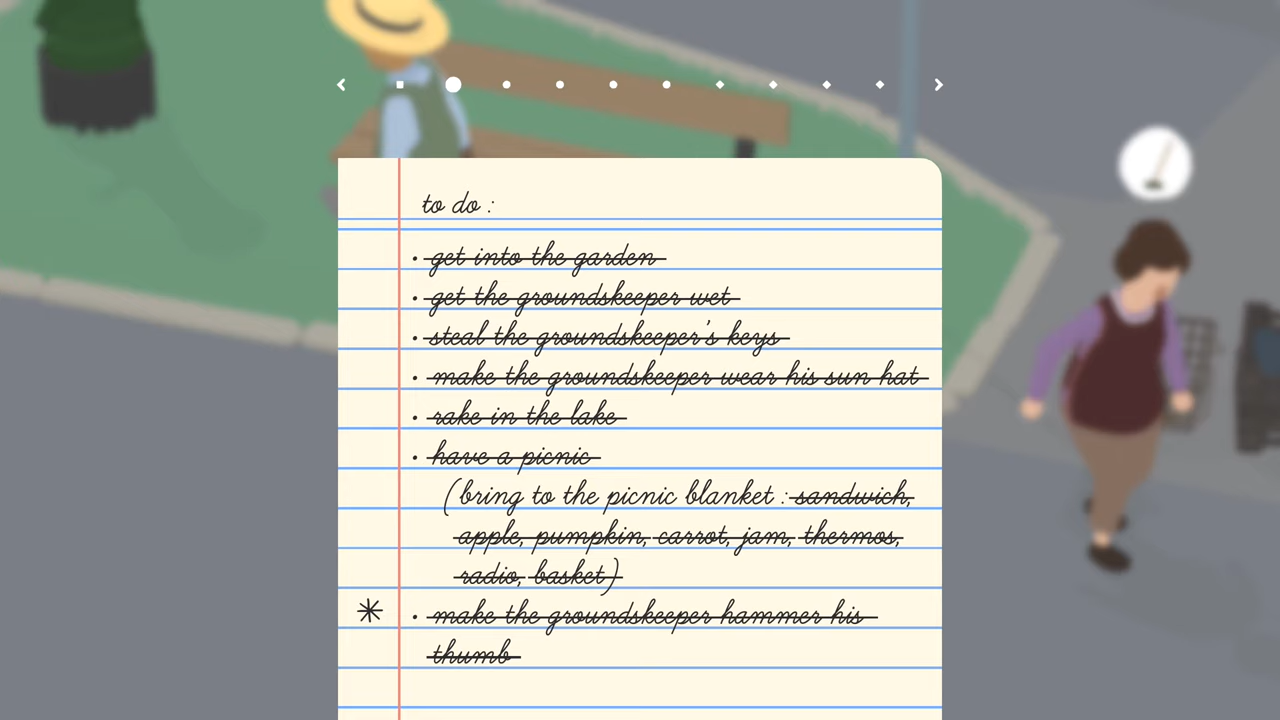 to do :
• get into the garden
• get the groundskeeper wet
• steal the groundskeeper's keys
• make the groundskeeper wear his sun hat
• rake in the lake
• have a picnic
(bring to the picnic blanket : sandwich,
apple, pumpkin, carrot, jam, thermos,
radio, basket)
* • make the groundskeeper hammer his
thumb